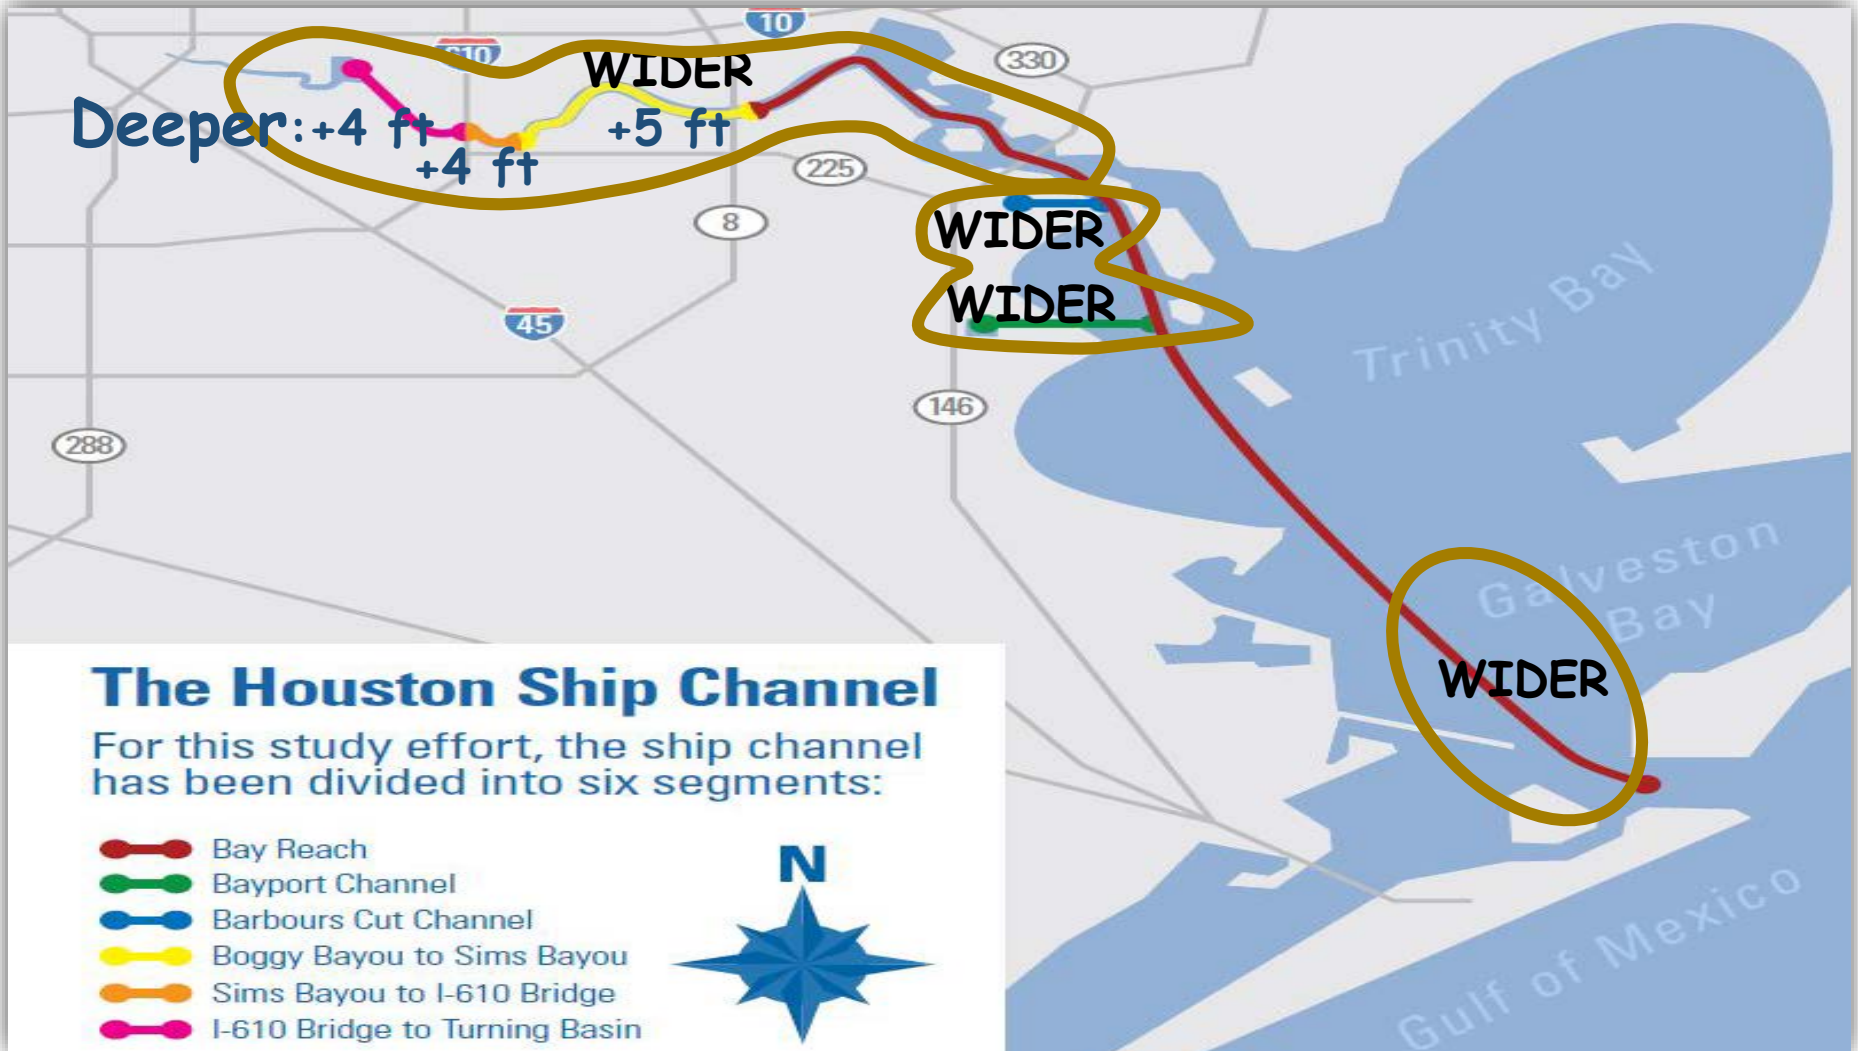 10
610
WIDER
330
Deeper:+4 ft
+5 ft
+4 ft
225
8
WIDER
WIDER
45
Trinity Bay
146
288
Galveston
Bay
WIDER
The Houston Ship Channel
For this study effort, the ship channel
has been divided into six segments:
Bay Reach
Bayport Channel
Barbours Cut Channel
Boggy Bayou to Sims Bayou
Sims Bayou to I-610 Bridge
I-610 Bridge to Turning Basin
N
Gulf of Mexico